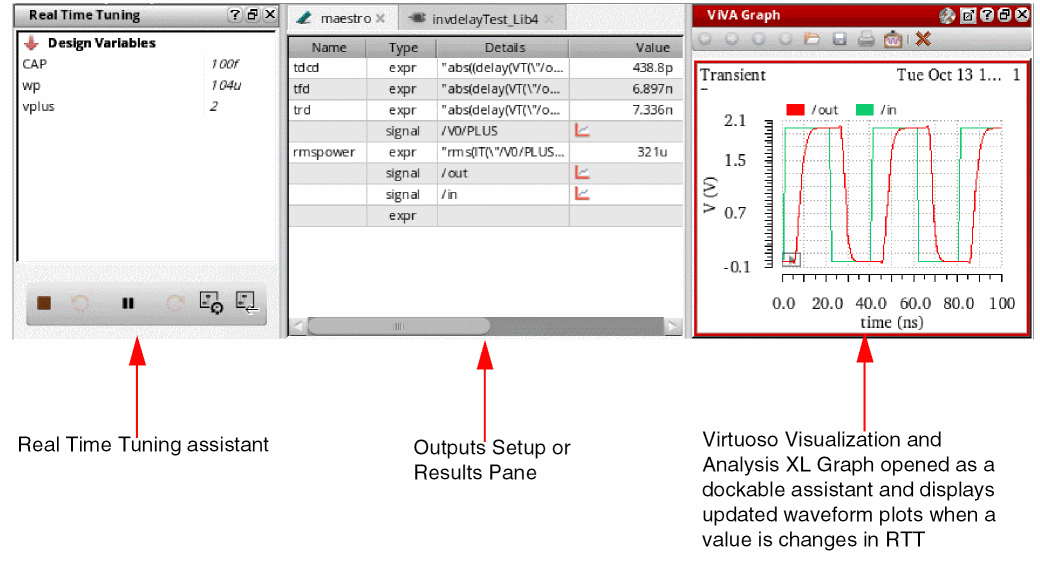 Real Time Tuning
Design Variables
CAP 100f
wp 104u
vplus 2
maestro invdelayTest_Lib4
Name Type Details Value
tdcd expr "abs((delay(VT(\"/o... 438.8p
tfd expr "abs(delay(VT(\"/o... 6.897n
trd expr "abs(delay(VT(\"/o... 7.336n
signal /V0/PLUS
rmspower expr "rms(IT(\"/V0/PLUS... 321u
signal /out
signal /in
expr
ViVA Graph
Transient Tue Oct 13 1... 1
/out /in
2.1
1.5
0.7
-0.1
V (V)
0.0 20.0 40.0 60.0 80.0 100
time (ns)
Real Time Tuning assistant
Outputs Setup or
Results Pane
Virtuoso Visualization and
Analysis XL Graph opened as a
dockable assistant and displays
updated waveform plots when a
value is changes in RTT